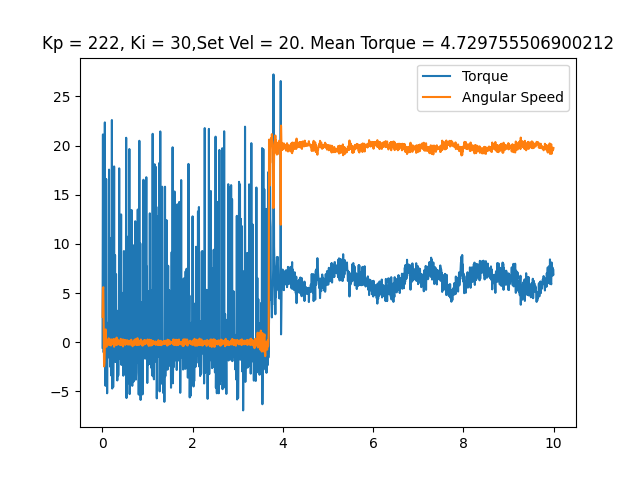 Kp = 222, Ki = 30,Set Vel = 20. Mean Torque = 4.729755506900212
Torque
Angular Speed
25
20
15
10
5
0
−5
0 2 4 6 8 10